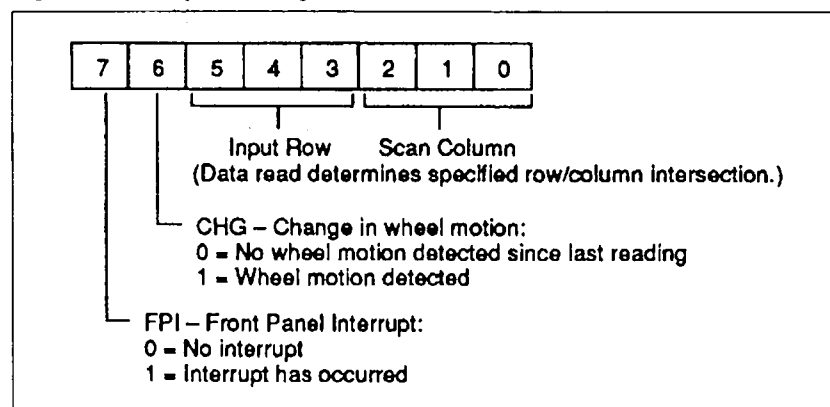 7 6 5 4 3 2 1 0
Input Row Scan Column
(Data read determines specified row/column intersection.)
CHG – Change in wheel motion:
0 = No wheel motion detected since last reading
1 = Wheel motion detected
FPI – Front Panel Interrupt:
0 = No interrupt
1 = Interrupt has occurred